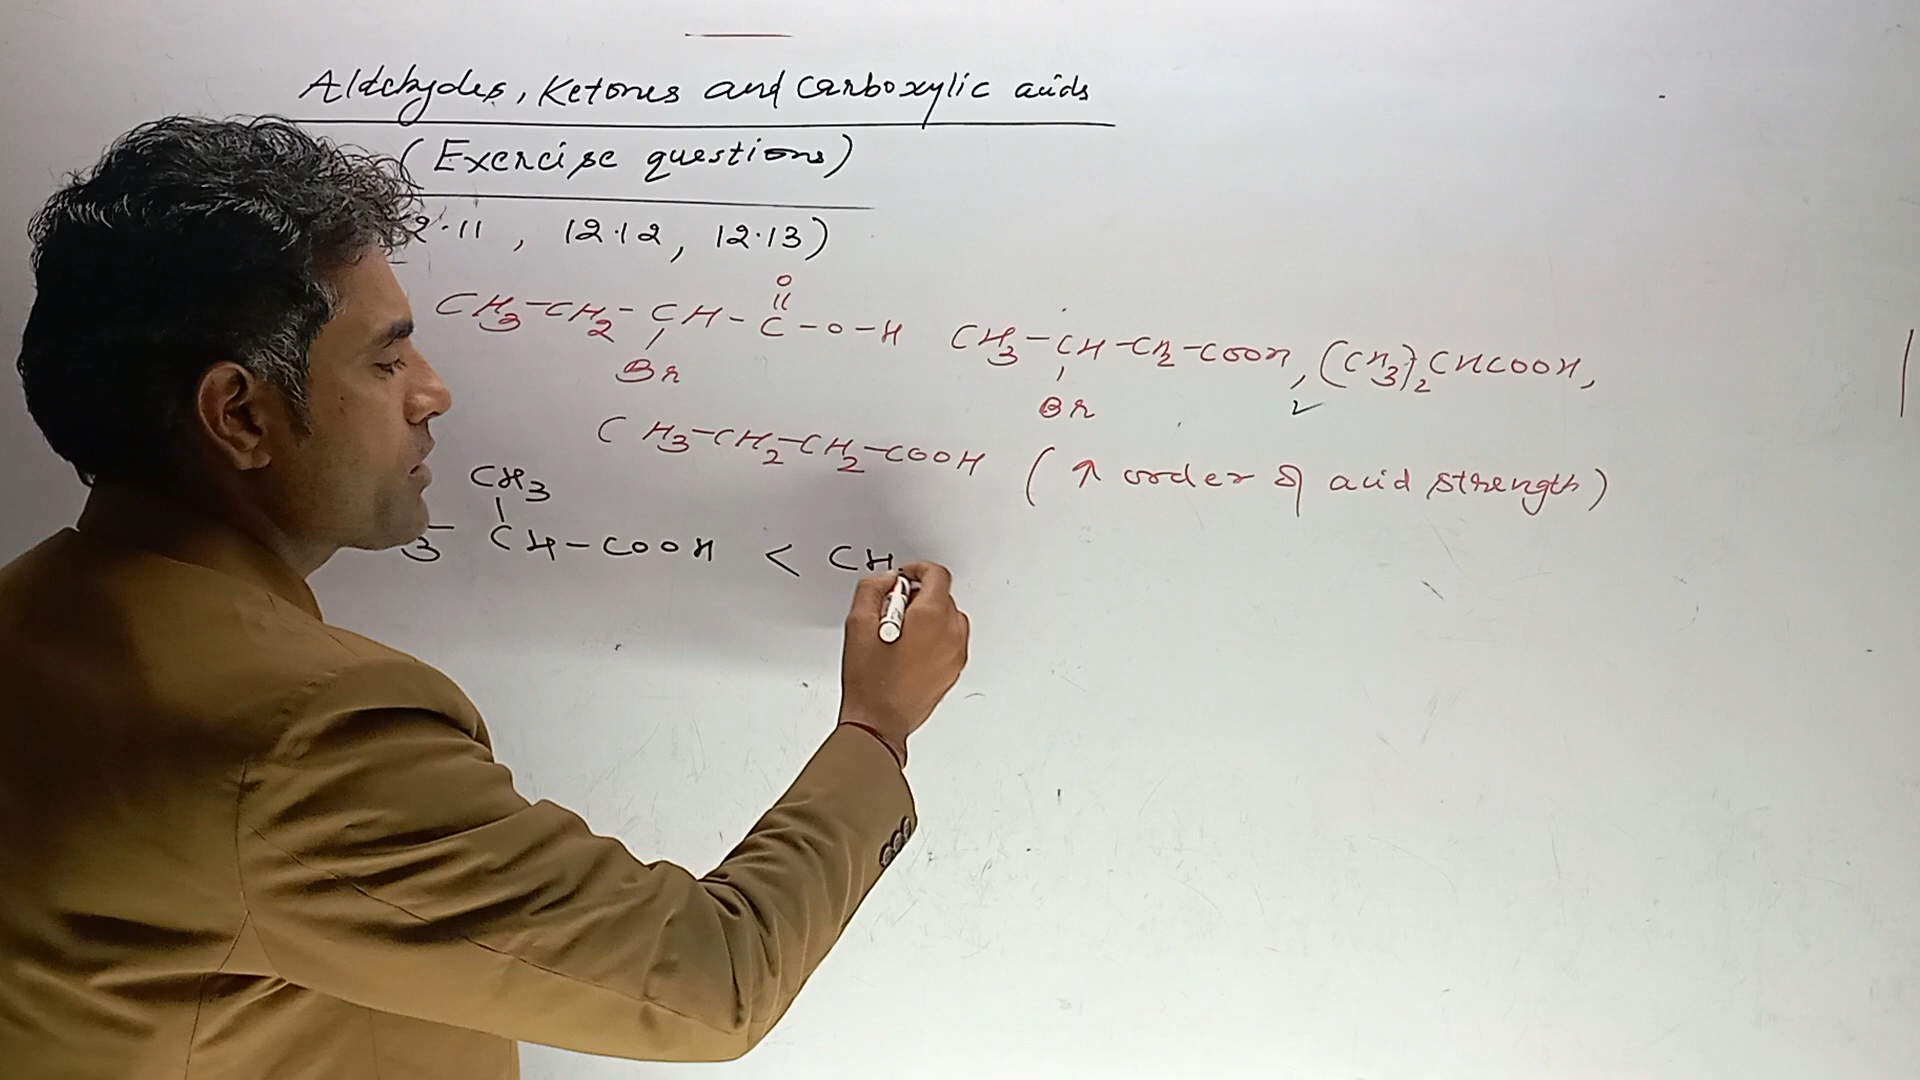 Aldehydes, Ketones and carboxylic acids
(Exercise questions)
2.11 , 12.12, 12.13)
O
||
CH3-CH2-CH-C-O-H CH3-CH-CH2-COOH, (CH3)2CHCOOH,
Br Br
CH3-CH2-CH2-COOH (↑ order of acid strength)
CH3
3- CH-COOH < CH